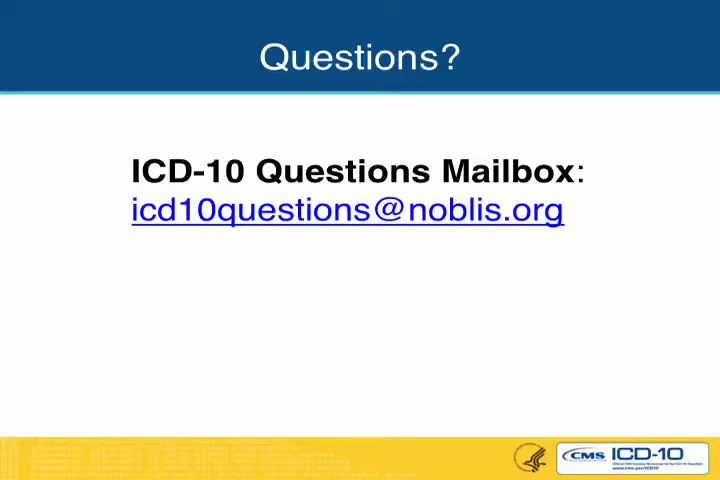 Questions?
ICD-10 Questions Mailbox:
icd10questions@noblis.org
CMS ICD-10